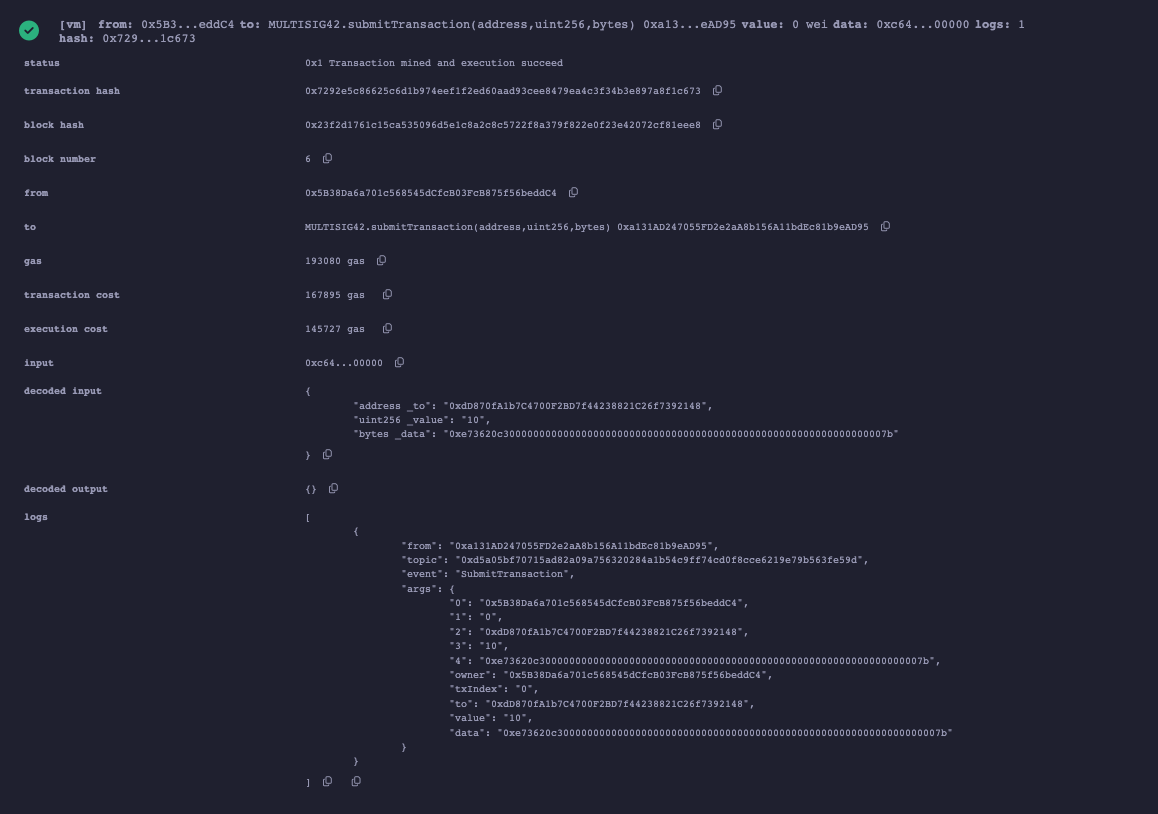 [vm] from: 0x5B3...eddC4 to: MULTISIG42.submitTransaction(address,uint256,bytes) 0xa13...eAD95 value: 0 wei data: 0xc64...00000 logs: 1
hash: 0x729...1c673
status 0x1 Transaction mined and execution succeed
transaction hash 0x7292e5c86625c6d1b974eef1f2ed60aad93cee8479ea4c3f34b3e897a8f1c673
block hash 0x23f2d1761c15ca535096d5e1c8a2c8c5722f8a379f822e0f23e42072cf81eee8
block number 6
from 0x5B38Da6a701c568545dCfcB03FcB875f56beddC4
to MULTISIG42.submitTransaction(address,uint256,bytes) 0xa131AD247055FD2e2aA8b156A11bdEc81b9eAD95
gas 193080 gas
transaction cost 167895 gas
execution cost 145727 gas
input 0xc64...00000
decoded input {
"address _to": "0xdD870fA1b7C4700F2BD7f44238821C26f7392148",
"uint256 _value": "10",
"bytes _data": "0xe73620c3000000000000000000000000000000000000000000000000000000000000007b"
}
decoded output {}
logs [
{
"from": "0xa131AD247055FD2e2aA8b156A11bdEc81b9eAD95",
"topic": "0xd5a05bf70715ad82a09a756320284a1b54c9ff74cd0f8cce6219e79b563fe59d",
"event": "SubmitTransaction",
"args": {
"0": "0x5B38Da6a701c568545dCfcB03FcB875f56beddC4",
"1": "0",
"2": "0xdD870fA1b7C4700F2BD7f44238821C26f7392148",
"3": "10",
"4": "0xe73620c3000000000000000000000000000000000000000000000000000000000000007b",
"owner": "0x5B38Da6a701c568545dCfcB03FcB875f56beddC4",
"txIndex": "0",
"to": "0xdD870fA1b7C4700F2BD7f44238821C26f7392148",
"value": "10",
"data": "0xe73620c3000000000000000000000000000000000000000000000000000000000000007b"
}
}
]